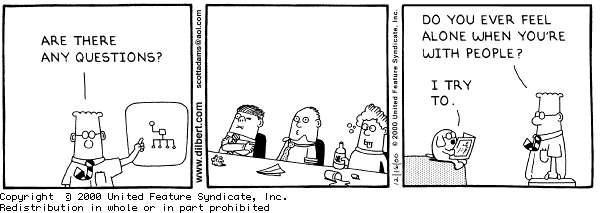 ARE THERE
ANY QUESTIONS?
www.dilbert.com
scottadams@aol.com
12/16/00 © 2000 United Feature Syndicate, Inc.
DO YOU EVER FEEL
ALONE WHEN YOU'RE
WITH PEOPLE?
I TRY
TO.
Copyright © 2000 United Feature Syndicate, Inc.
Redistribution in whole or in part prohibited